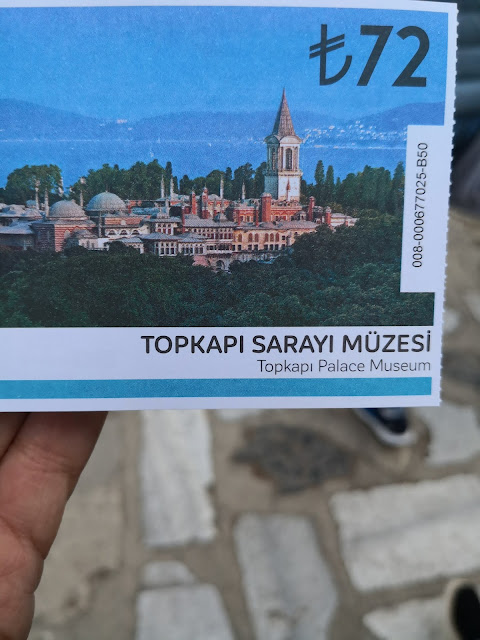 ₺72
008-000677025-B50
TOPKAPI SARAYI MÜZESİ
Topkapı Palace Museum